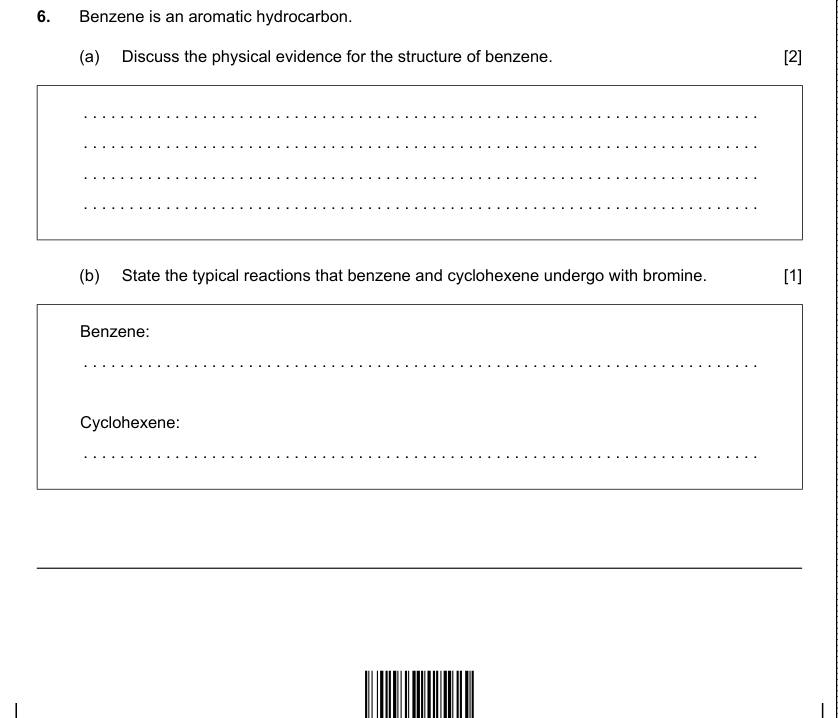 6. Benzene is an aromatic hydrocarbon.
(a) Discuss the physical evidence for the structure of benzene. [2]
(b) State the typical reactions that benzene and cyclohexene undergo with bromine. [1]
Benzene:
Cyclohexene: